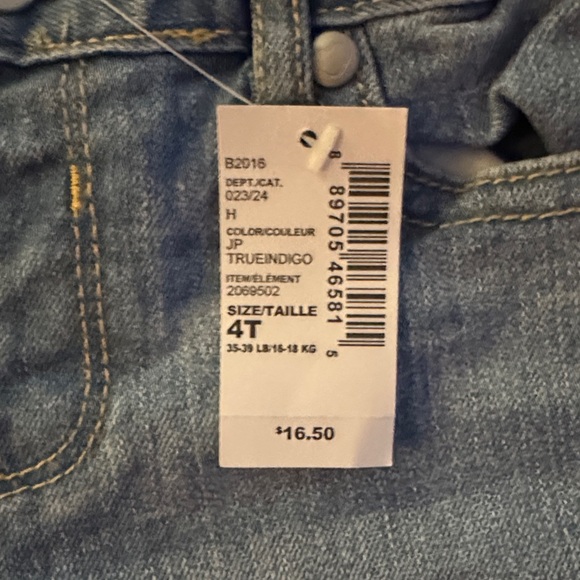 B2016
DEPT./CAT.
023/24
H
COLOR/COULEUR
JP
TRUEINDIGO
ITEM/ÉLÉMENT
2069502
SIZE/TAILLE
4T
35-39 LB/16-18 KG
$16.50
8 89705 46581 5